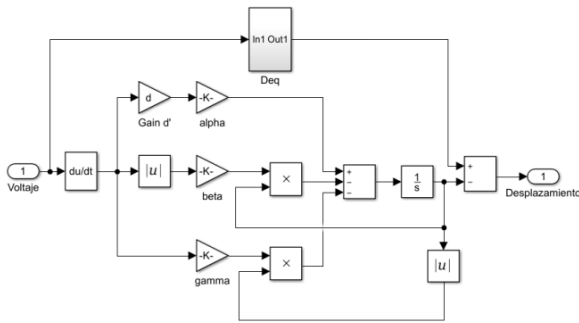 In1 Out1
Deq
d
-K-
Gain d'
alpha
1
Voltaje
du/dt
|u|
-K-
beta
×
+
−
−
1
s
+
−
1
Desplazamiento
-K-
gamma
×
|u|